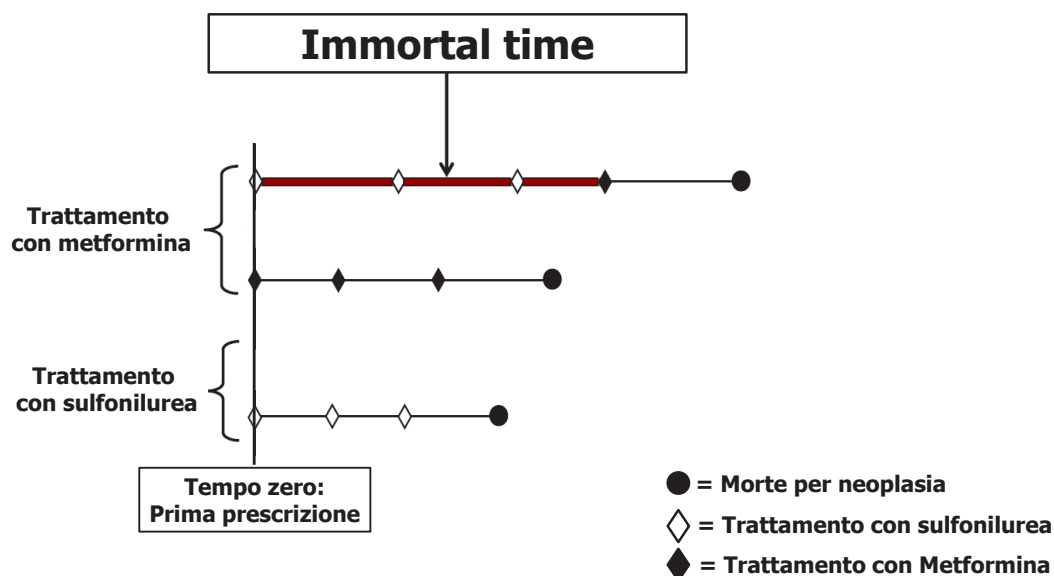 Immortal time
Trattamento
con metformina
Trattamento
con sulfonilurea
Tempo zero:
Prima prescrizione
= Morte per neoplasia
= Trattamento con sulfonilurea
= Trattamento con Metformina